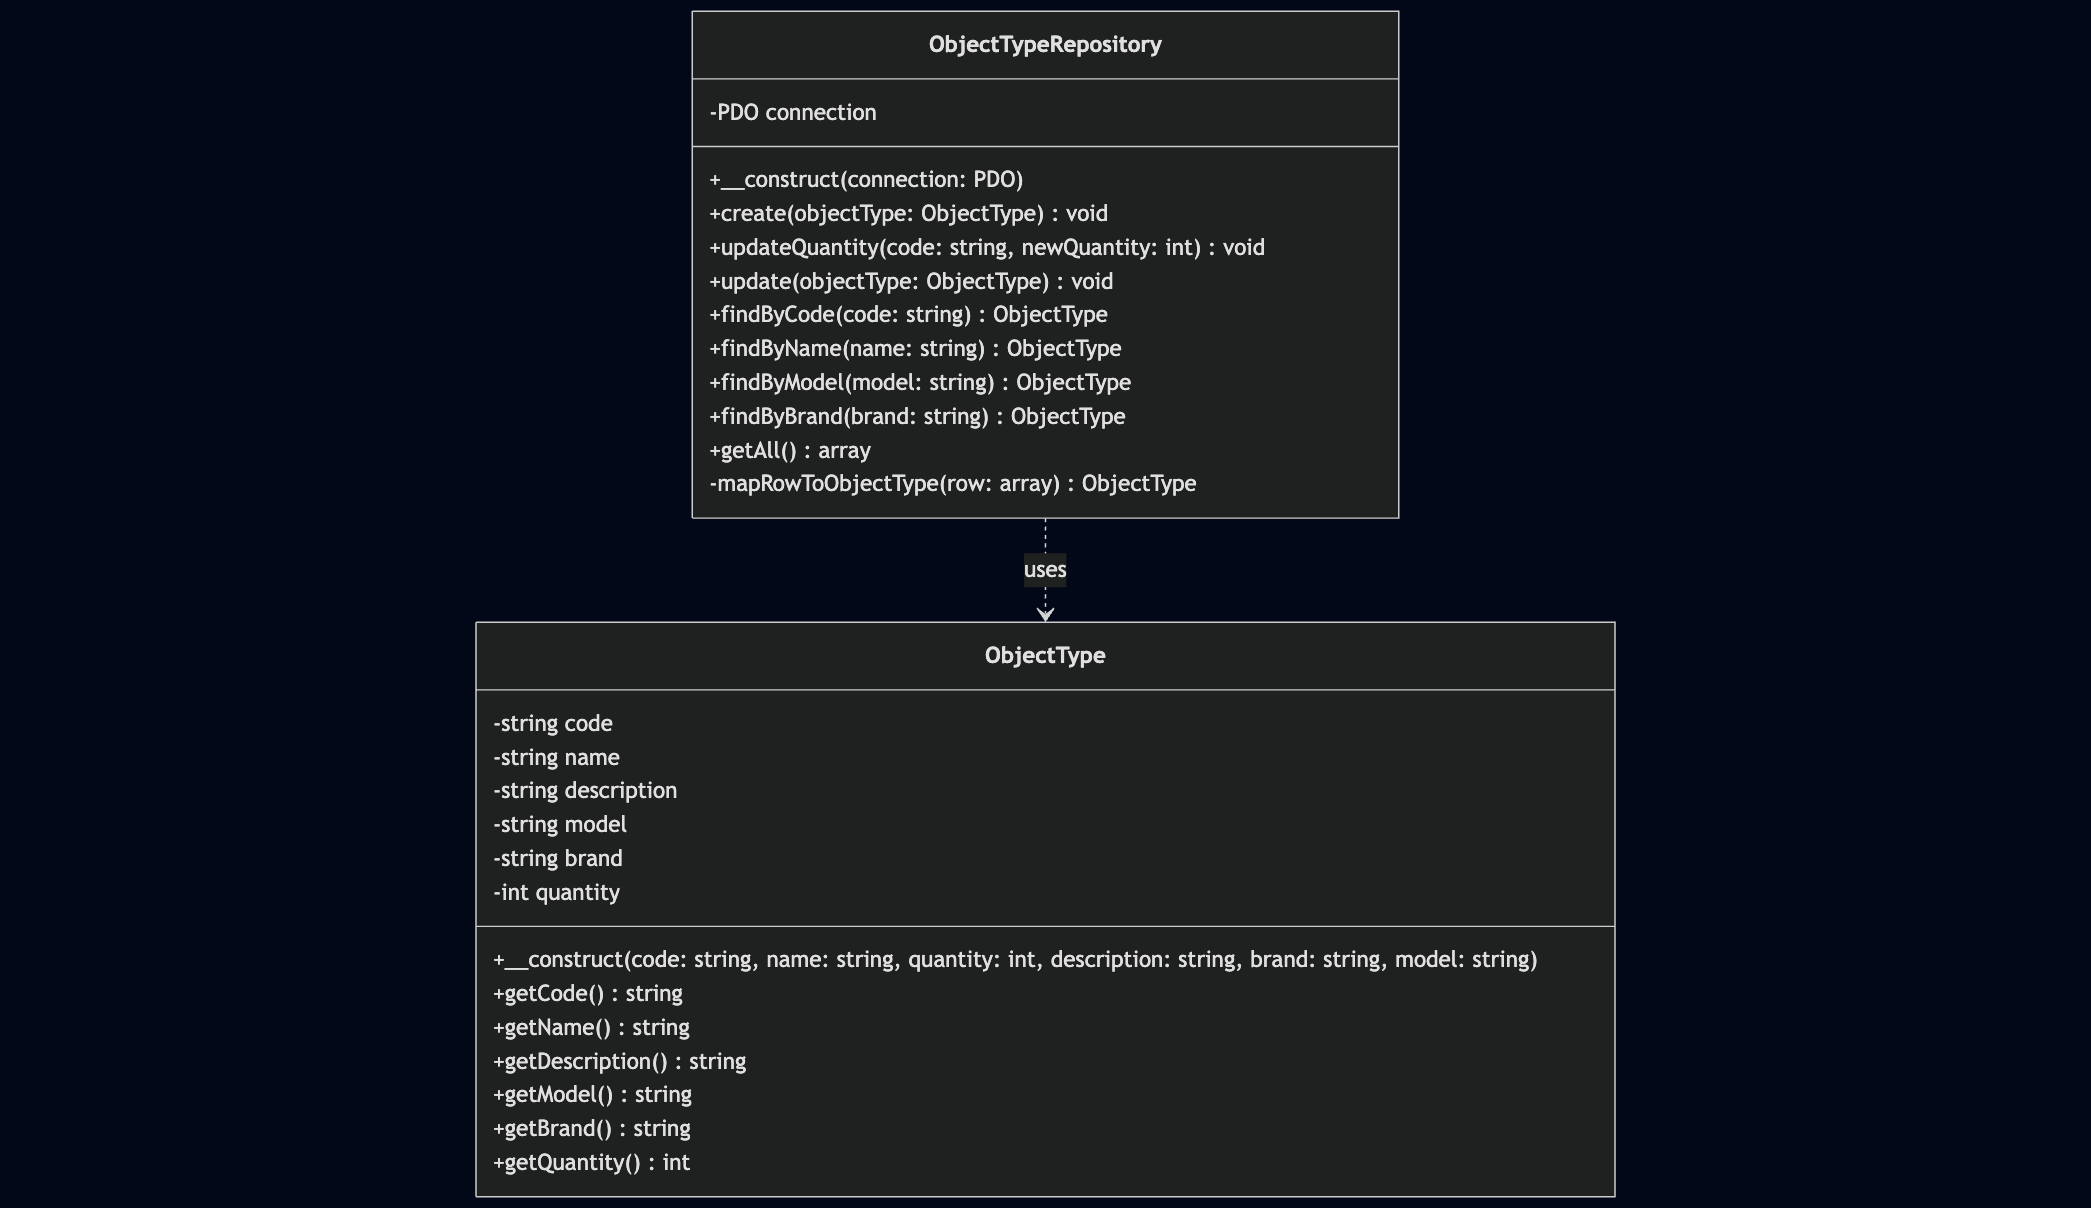 ObjectTypeRepository
-PDO connection
+__construct(connection: PDO)
+create(objectType: ObjectType) : void
+updateQuantity(code: string, newQuantity: int) : void
+update(objectType: ObjectType) : void
+findByCode(code: string) : ObjectType
+findByName(name: string) : ObjectType
+findByModel(model: string) : ObjectType
+findByBrand(brand: string) : ObjectType
+getAll() : array
-mapRowToObjectType(row: array) : ObjectType
uses
ObjectType
-string code
-string name
-string description
-string model
-string brand
-int quantity
+__construct(code: string, name: string, quantity: int, description: string, brand: string, model: string)
+getCode() : string
+getName() : string
+getDescription() : string
+getModel() : string
+getBrand() : string
+getQuantity() : int